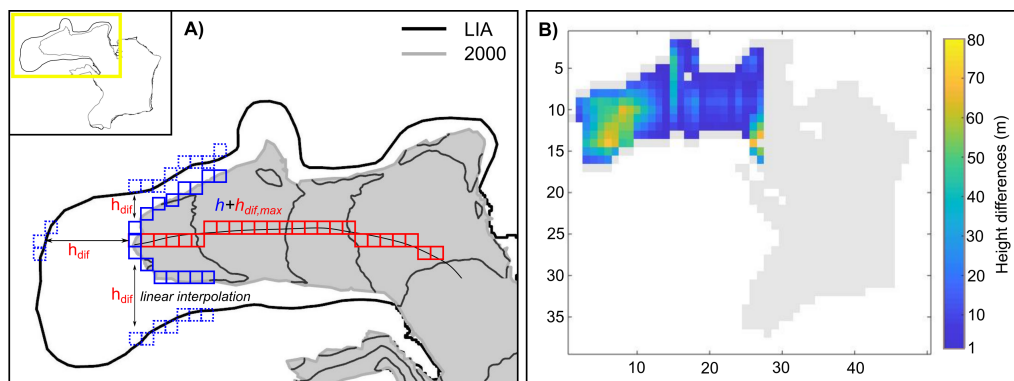 A)
LIA
2000
h+hdif,max
hdif
hdif
hdif
linear interpolation
B)
5
10
15
20
25
30
35
10
20
30
40
80
70
60
50
40
30
20
10
1
Height differences (m)